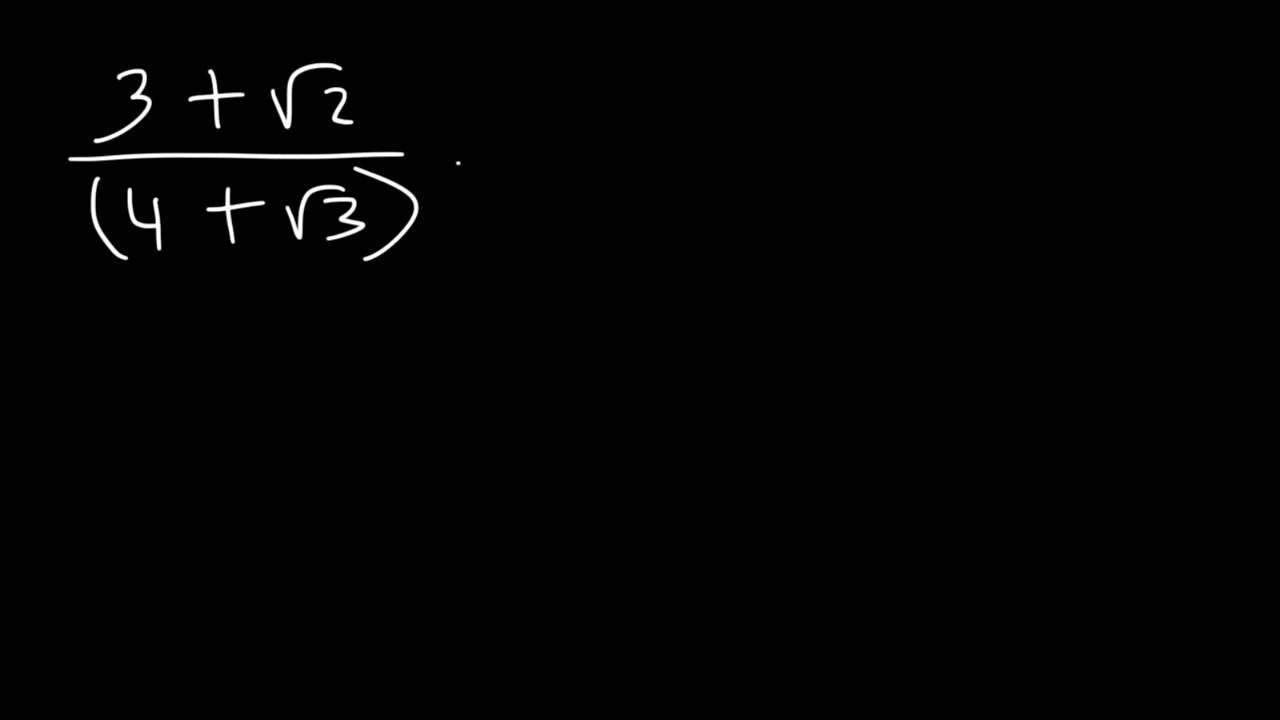 3 + √2
(4 + √3)